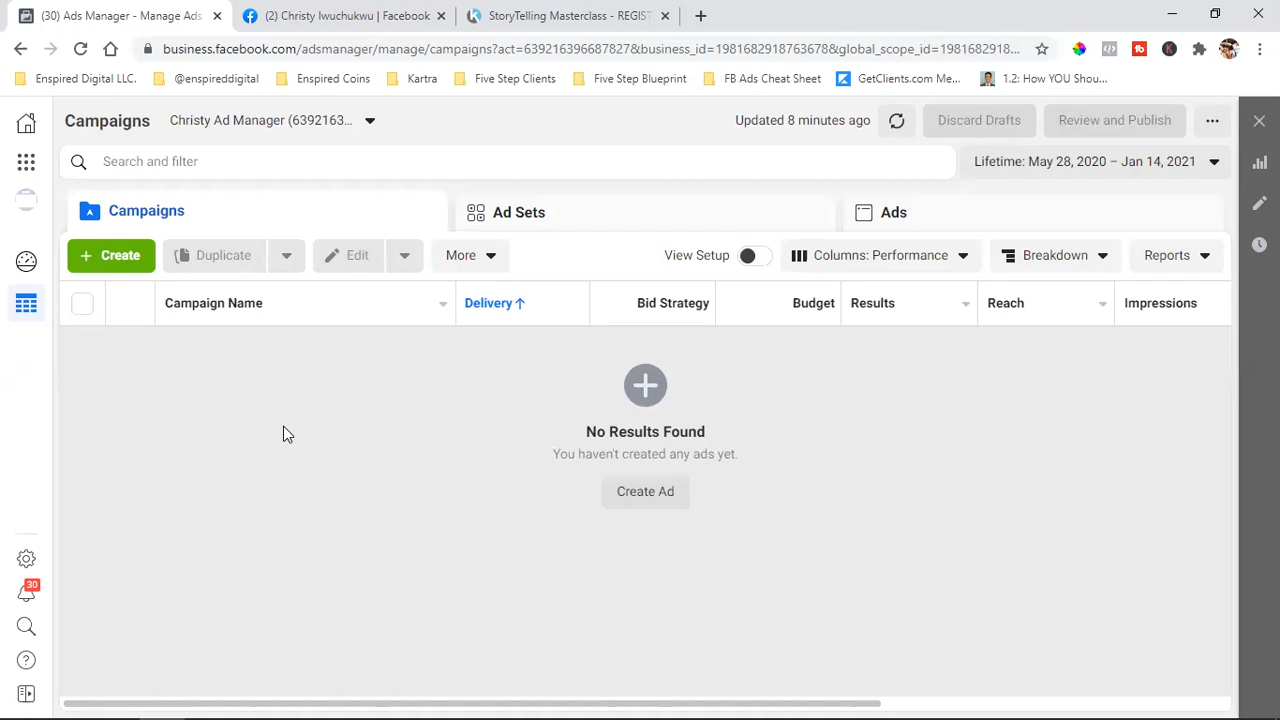 (30) Ads Manager - Manage Ads
(2) Christy Iwuchukwu | Facebook
StoryTelling Masterclass - REGIST
business.facebook.com/adsmanager/manage/campaigns?act=639216396687827&business_id=1981682918763678&global_scope_id=1981682918...
Enspired Digital LLC.
@enspireddigital
Enspired Coins
Kartra
Five Step Clients
Five Step Blueprint
FB Ads Cheat Sheet
GetClients.com Me...
1.2: How YOU Shou...
Campaigns
Christy Ad Manager (6392163...
Updated 8 minutes ago
Discard Drafts
Review and Publish
Search and filter
Lifetime: May 28, 2020 – Jan 14, 2021
Campaigns
Ad Sets
Ads
+ Create
Duplicate
Edit
More
View Setup
Columns: Performance
Breakdown
Reports
Campaign Name
Delivery ↑
Bid Strategy
Budget
Results
Reach
Impressions
No Results Found
You haven't created any ads yet.
Create Ad
30